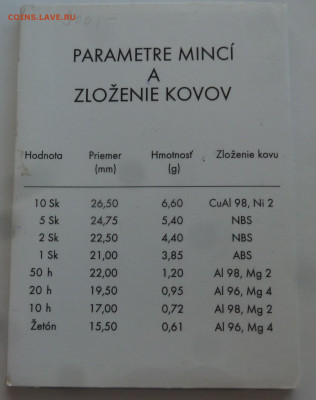 COINS.LAVE.RU
PARAMETRE MINCÍ
A
ZLOŽENIE KOVOV
Hodnota Priemer Hmotnosť Zloženie kovu
(mm) (g)
10 Sk 26,50 6,60 CuAl 98, Ni 2
5 Sk 24,75 5,40 NBS
2 Sk 22,50 4,40 NBS
1 Sk 21,00 3,85 ABS
50 h 22,00 1,20 Al 98, Mg 2
20 h 19,50 0,95 Al 96, Mg 4
10 h 17,00 0,72 Al 98, Mg 2
Žetón 15,50 0,61 Al 96, Mg 4